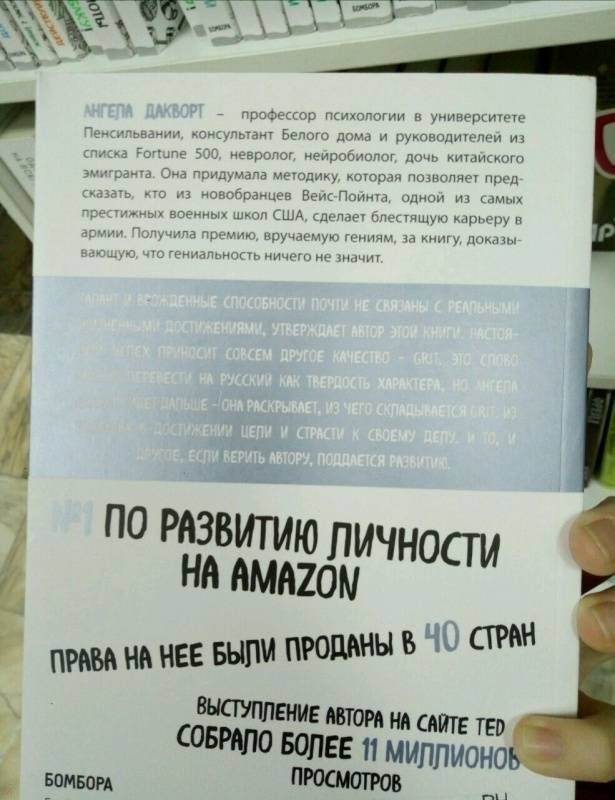 БОМБОРА
АНГЕЛА ДАКВОРТ – профессор психологии в университете
Пенсильвании, консультант Белого дома и руководителей из
списка Fortune 500, невролог, нейробиолог, дочь китайского
эмигранта. Она придумала методику, которая позволяет пред-
сказать, кто из новобранцев Вейс-Пойнта, одной из самых
престижных военных школ США, сделает блестящую карьеру в
армии. Получила премию, вручаемую гениям, за книгу, доказы-
вающую, что гениальность ничего не значит.
ТАЛАНТ И ВРОЖДЕННЫЕ СПОСОБНОСТИ ПОЧТИ НЕ СВЯЗАНЫ С РЕАЛЬНЫМИ
ЖИЗНЕННЫМИ ДОСТИЖЕНИЯМИ, УТВЕРЖДАЕТ АВТОР ЭТОЙ КНИГИ. НАСТОЯ-
УСПЕХ ПРИНОСИТ СОВСЕМ ДРУГОЕ КАЧЕСТВО – GRIT. ЭТО СЛОВО
ПЕРЕВЕСТИ НА РУССКИЙ КАК ТВЕРДОСТЬ ХАРАКТЕРА, НО АНГЕЛА
ДАЛЬШЕ – ОНА РАСКРЫВАЕТ, ИЗ ЧЕГО СКЛАДЫВАЕТСЯ GRIT: ИЗ
В ДОСТИЖЕНИИ ЦЕЛИ И СТРАСТИ К СВОЕМУ ДЕЛУ. И ТО, И
ДРУГОЕ, ЕСЛИ ВЕРИТЬ АВТОРУ, ПОДДАЕТСЯ РАЗВИТИЮ.
№1 ПО РАЗВИТИЮ ЛИЧНОСТИ
НА AMAZON
ПРАВА НА НЕЕ БЫЛИ ПРОДАНЫ В 40 СТРАН
ВЫСТУПЛЕНИЕ АВТОРА НА САЙТЕ TED
СОБРАЛО БОЛЕЕ 11 МИЛЛИОНОВ
ПРОСМОТРОВ
БОМБОРА